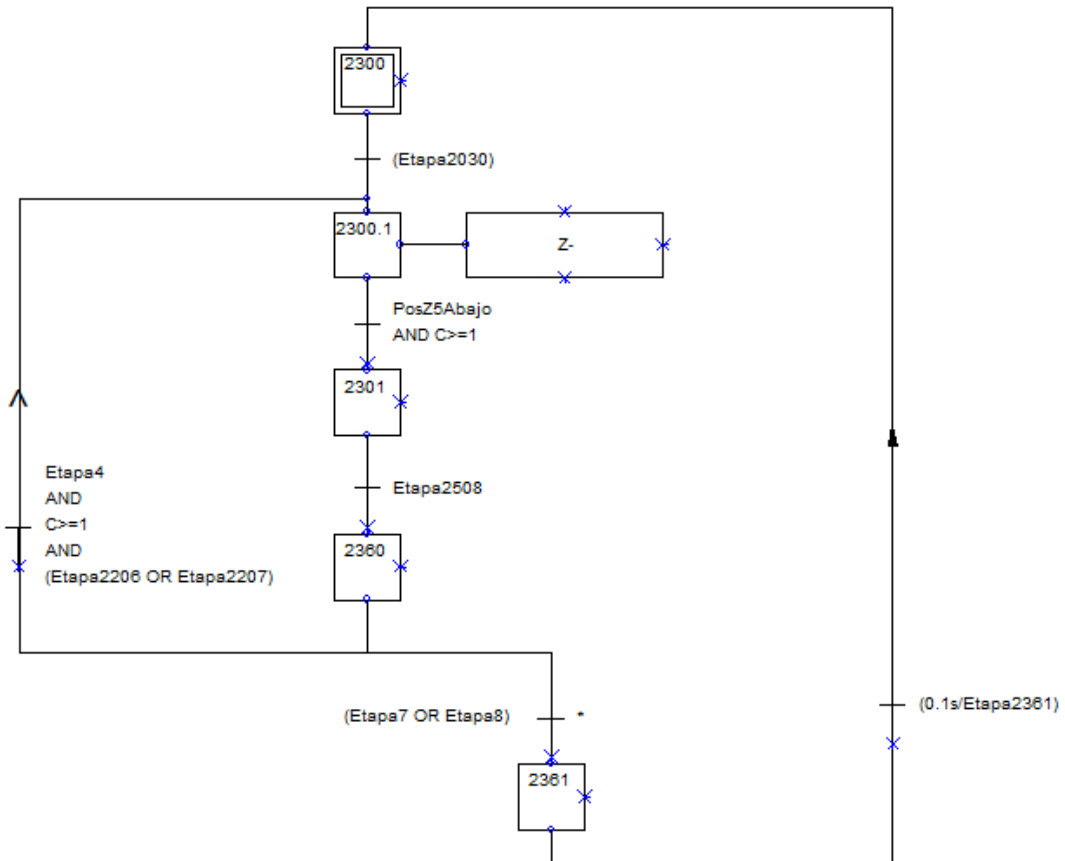 2300
(Etapa2030)
2300.1
Z-
PosZ5Abajo
AND C>=1
2301
Etapa4
AND
C>=1
AND
(Etapa2206 OR Etapa2207)
Etapa2508
2360
(Etapa7 OR Etapa8)
*
(0.1s/Etapa2361)
2361